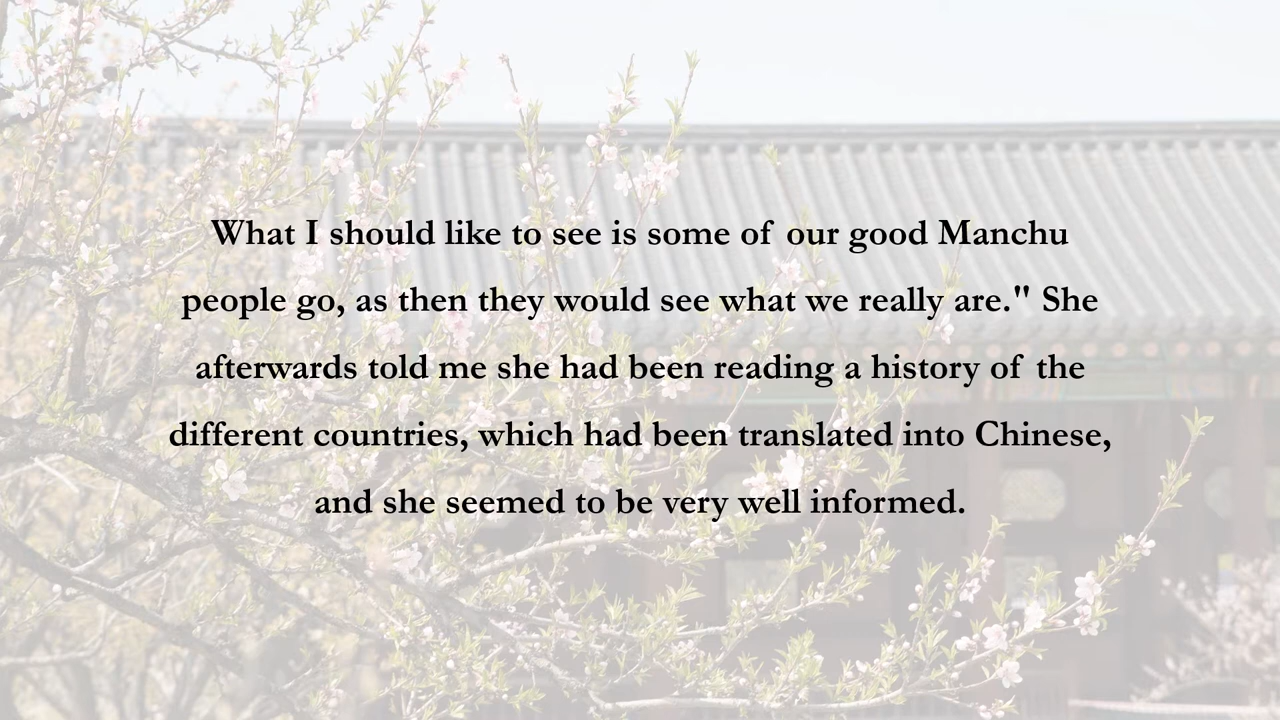 What I should like to see is some of our good Manchu
people go, as then they would see what we really are." She
afterwards told me she had been reading a history of the
different countries, which had been translated into Chinese,
and she seemed to be very well informed.